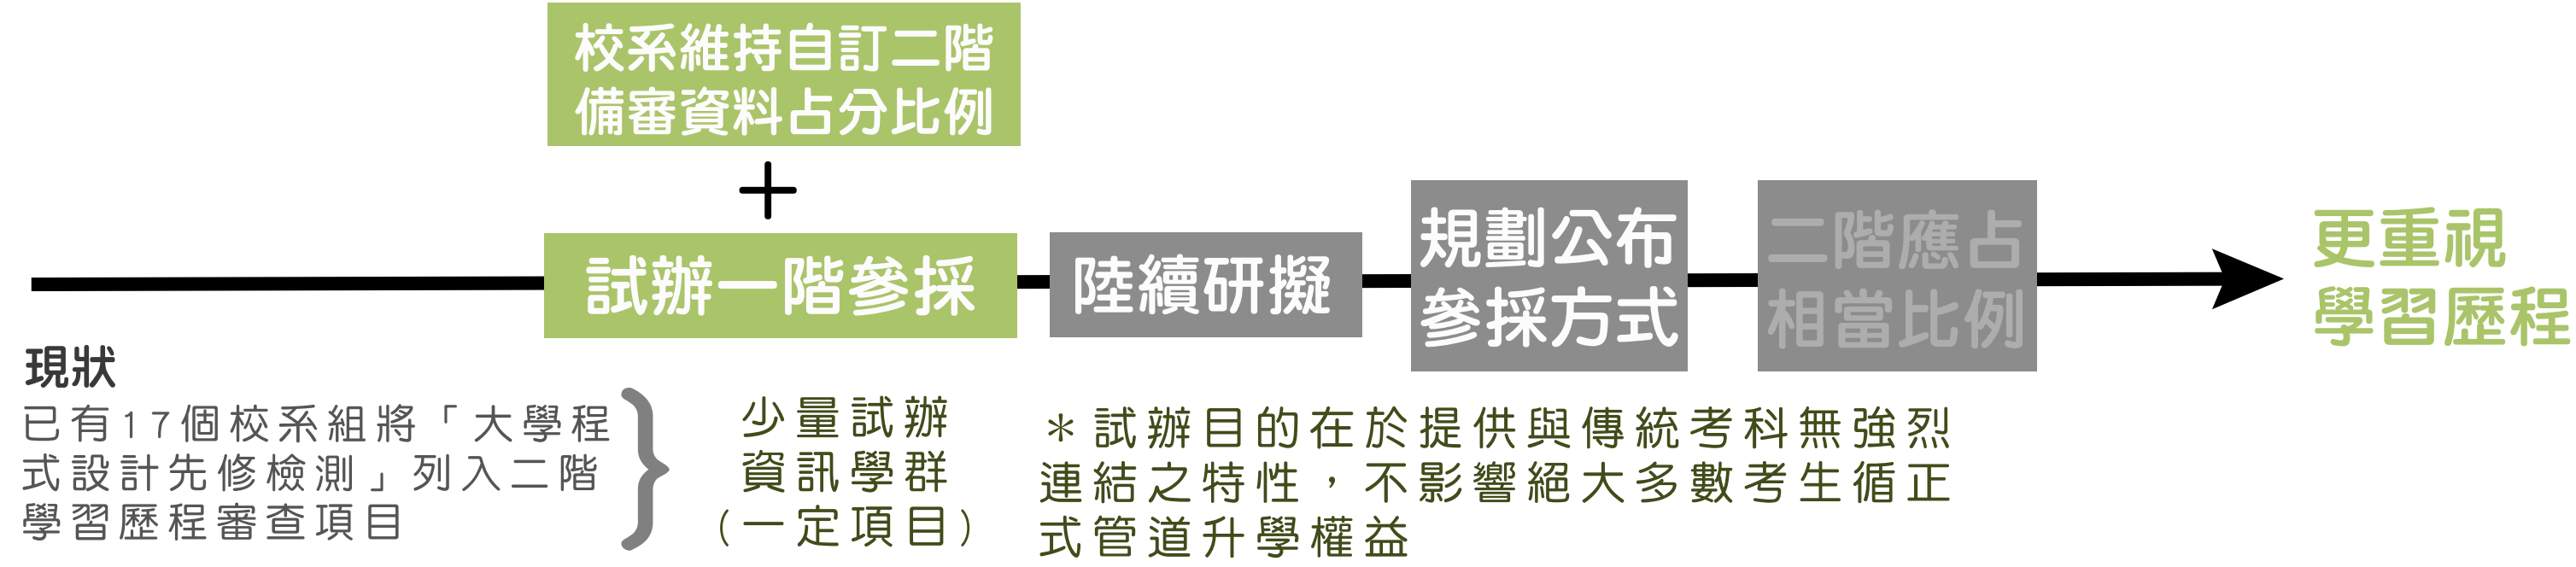 校系維持自訂二階
備審資料占分比例
+
試辦一階參採
陸續研擬
規劃公布
參採方式
二階應占
相當比例
更重視
學習歷程
現狀
已有17個校系組將「大學程
式設計先修檢測」列入二階
學習歷程審查項目
少量試辦
資訊學群
(一定項目)
＊試辦目的在於提供與傳統考科無強烈
連結之特性，不影響絕大多數考生循正
式管道升學權益